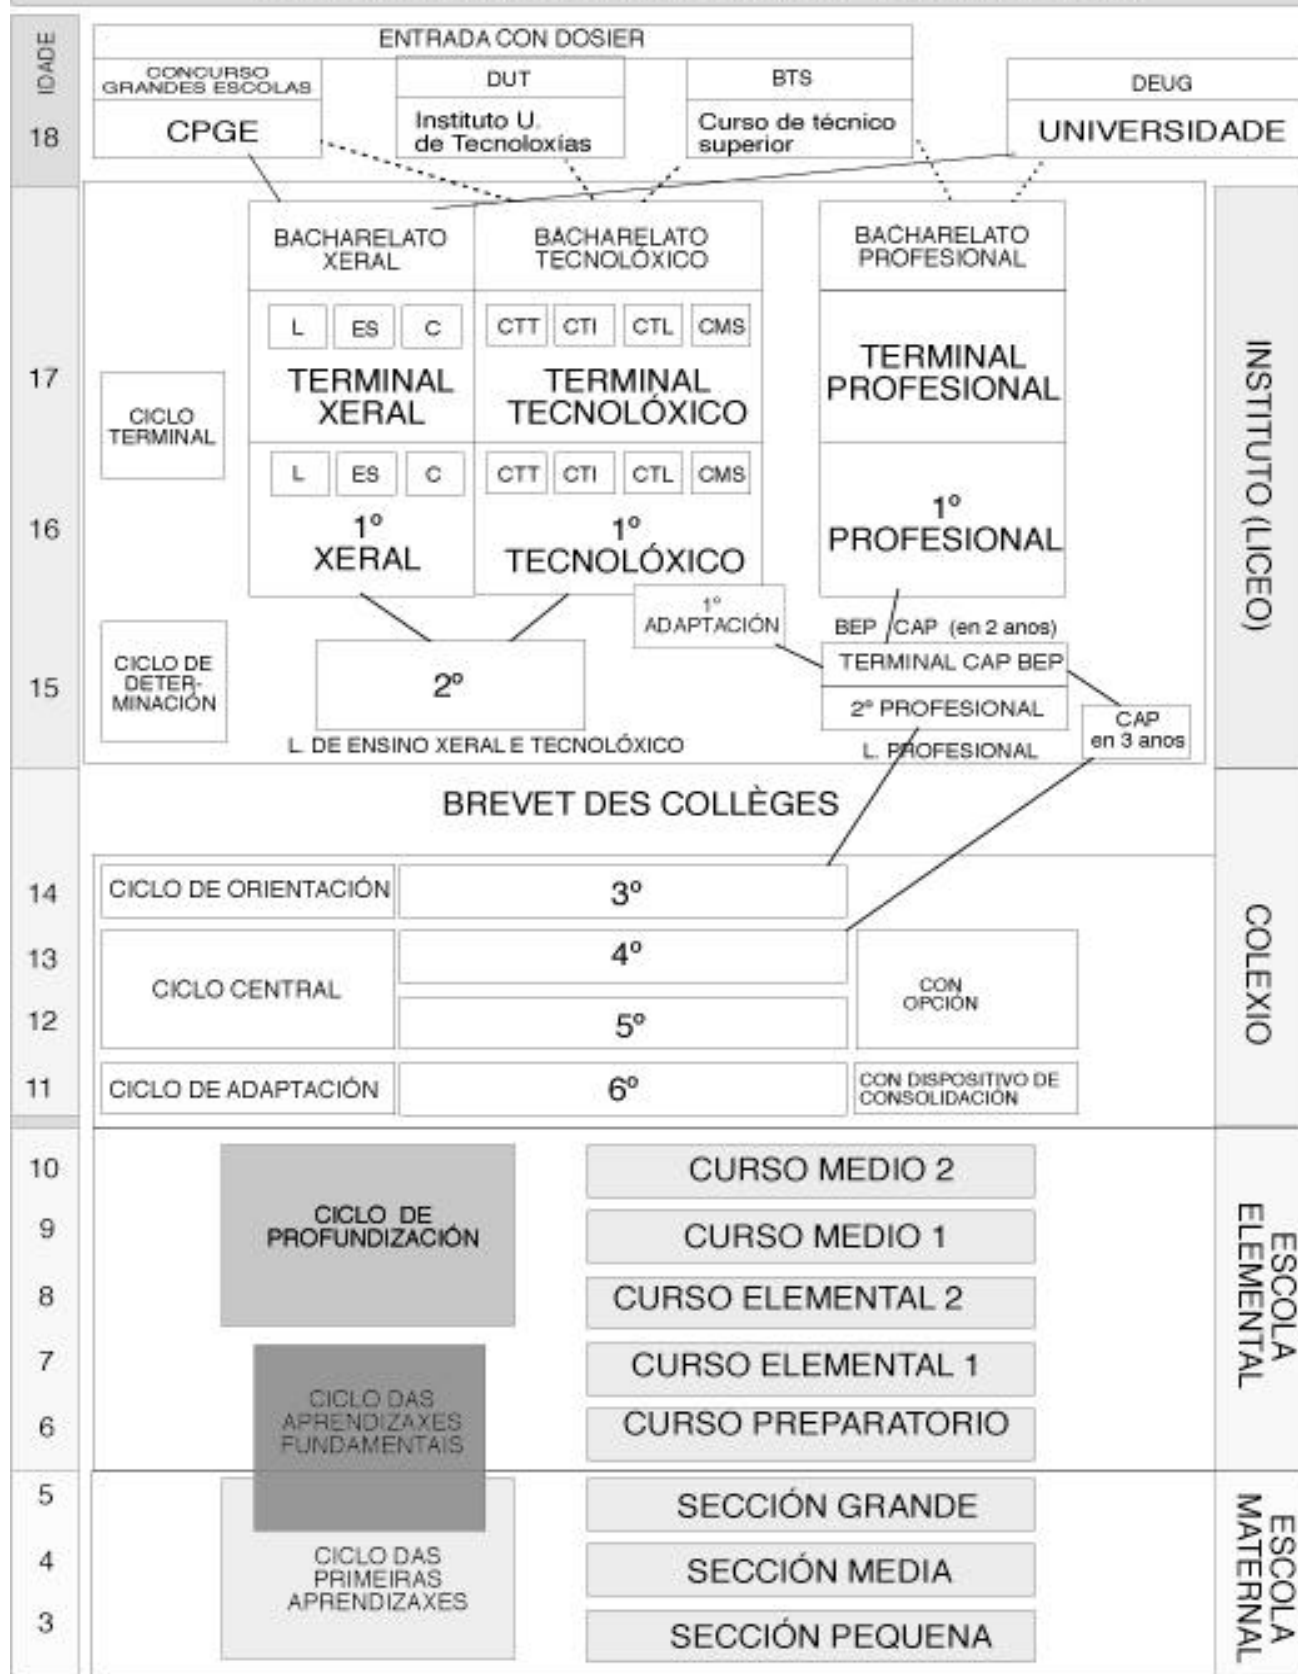 IDADE
ENTRADA CON DOSIER
CONCURSO
GRANDES ESCOLAS
DUT
BTS
DEUG
18
CPGE
Instituto U.
de Tecnoloxías
Curso de técnico
superior
UNIVERSIDADE
BACHARELATO
XERAL
BACHARELATO
TECNOLÓXICO
BACHARELATO
PROFESIONAL
L ES C
CTT CTI CTL CMS
17
CICLO
TERMINAL
TERMINAL
XERAL
TERMINAL
TECNOLÓXICO
TERMINAL
PROFESIONAL
L ES C
CTT CTI CTL CMS
16
1º
XERAL
1º
TECNOLÓXICO
1º
PROFESIONAL
INSTITUTO (LICEO)
1º
ADAPTACIÓN
BEP CAP (en 2 anos)
15
CICLO DE
DETER-
MINACIÓN
2º
TERMINAL CAP BEP
2º PROFESIONAL
CAP
en 3 anos
L. DE ENSINO XERAL E TECNOLÓXICO
L. PROFESIONAL
BREVET DES COLLÈGES
14
CICLO DE ORIENTACIÓN
3º
13
4º
CICLO CENTRAL
CON
OPCIÓN
12
5º
COLEXIO
11
CICLO DE ADAPTACIÓN
6º
CON DISPOSITIVO DE
CONSOLIDACIÓN
10
CURSO MEDIO 2
CICLO DE
PROFUNDIZACIÓN
9
CURSO MEDIO 1
8
CURSO ELEMENTAL 2
ESCOLA
ELEMENTAL
7
CURSO ELEMENTAL 1
CICLO DAS
APRENDIZAXES
FUNDAMENTAIS
6
CURSO PREPARATORIO
5
SECCIÓN GRANDE
4
CICLO DAS
PRIMEIRAS
APRENDIZAXES
SECCIÓN MEDIA
ESCOLA
MATERNAL
3
SECCIÓN PEQUENA